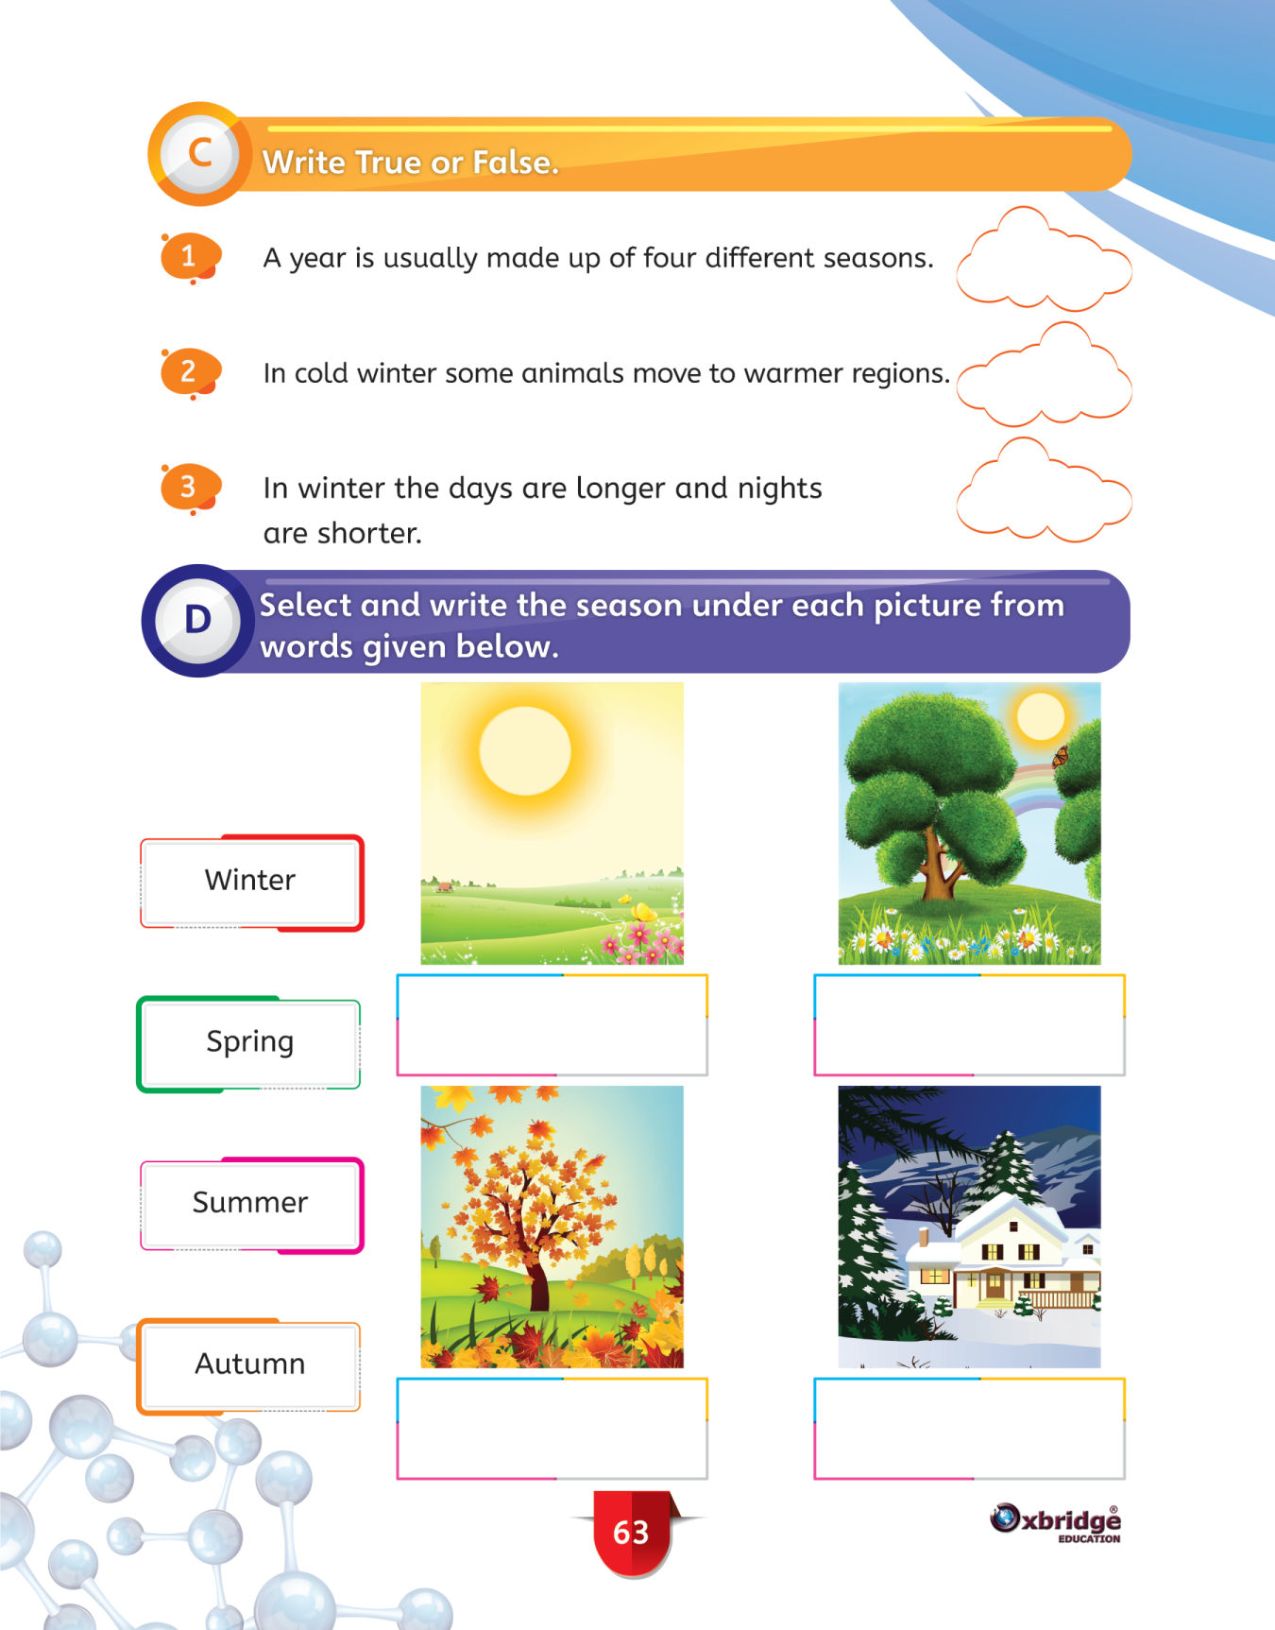 C
Write True or False.
1
A year is usually made up of four different seasons.
2
In cold winter some animals move to warmer regions.
3
In winter the days are longer and nights
are shorter.
D
Select and write the season under each picture from
words given below.
Winter
Spring
Summer
Autumn
63
Oxbridge®
EDUCATION